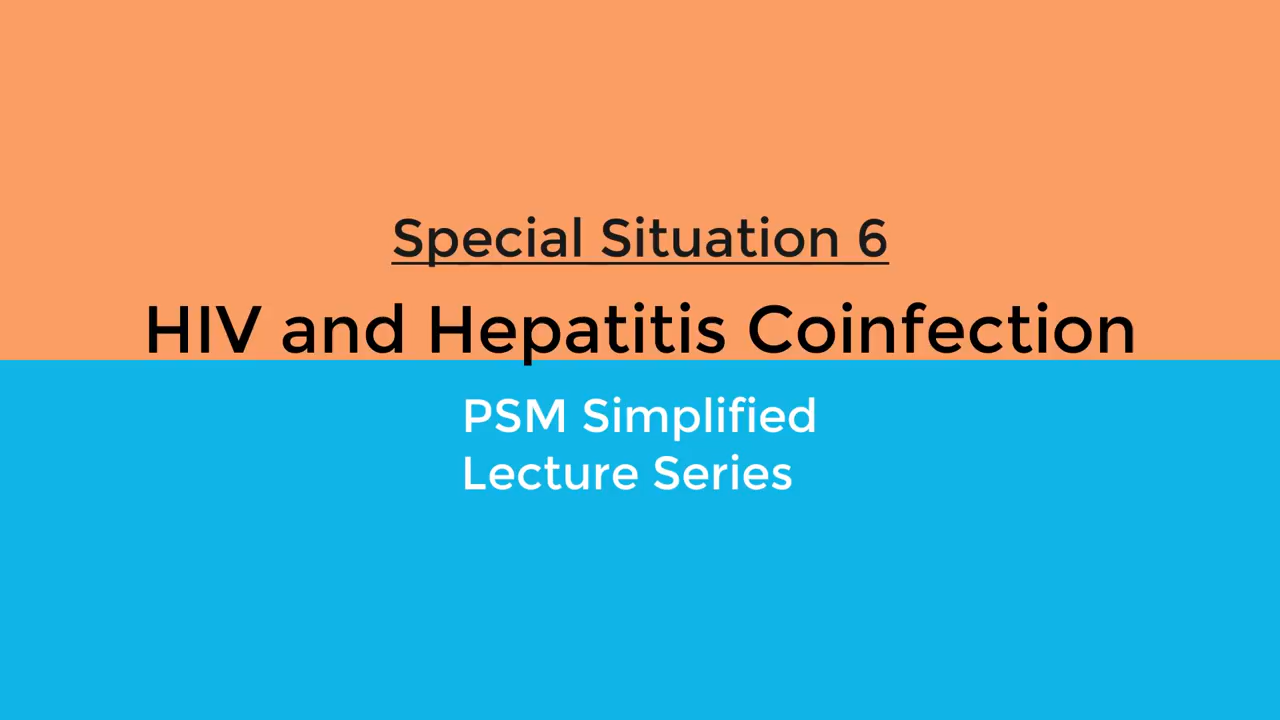 Special Situation 6
HIV and Hepatitis Coinfection
PSM Simplified
Lecture Series